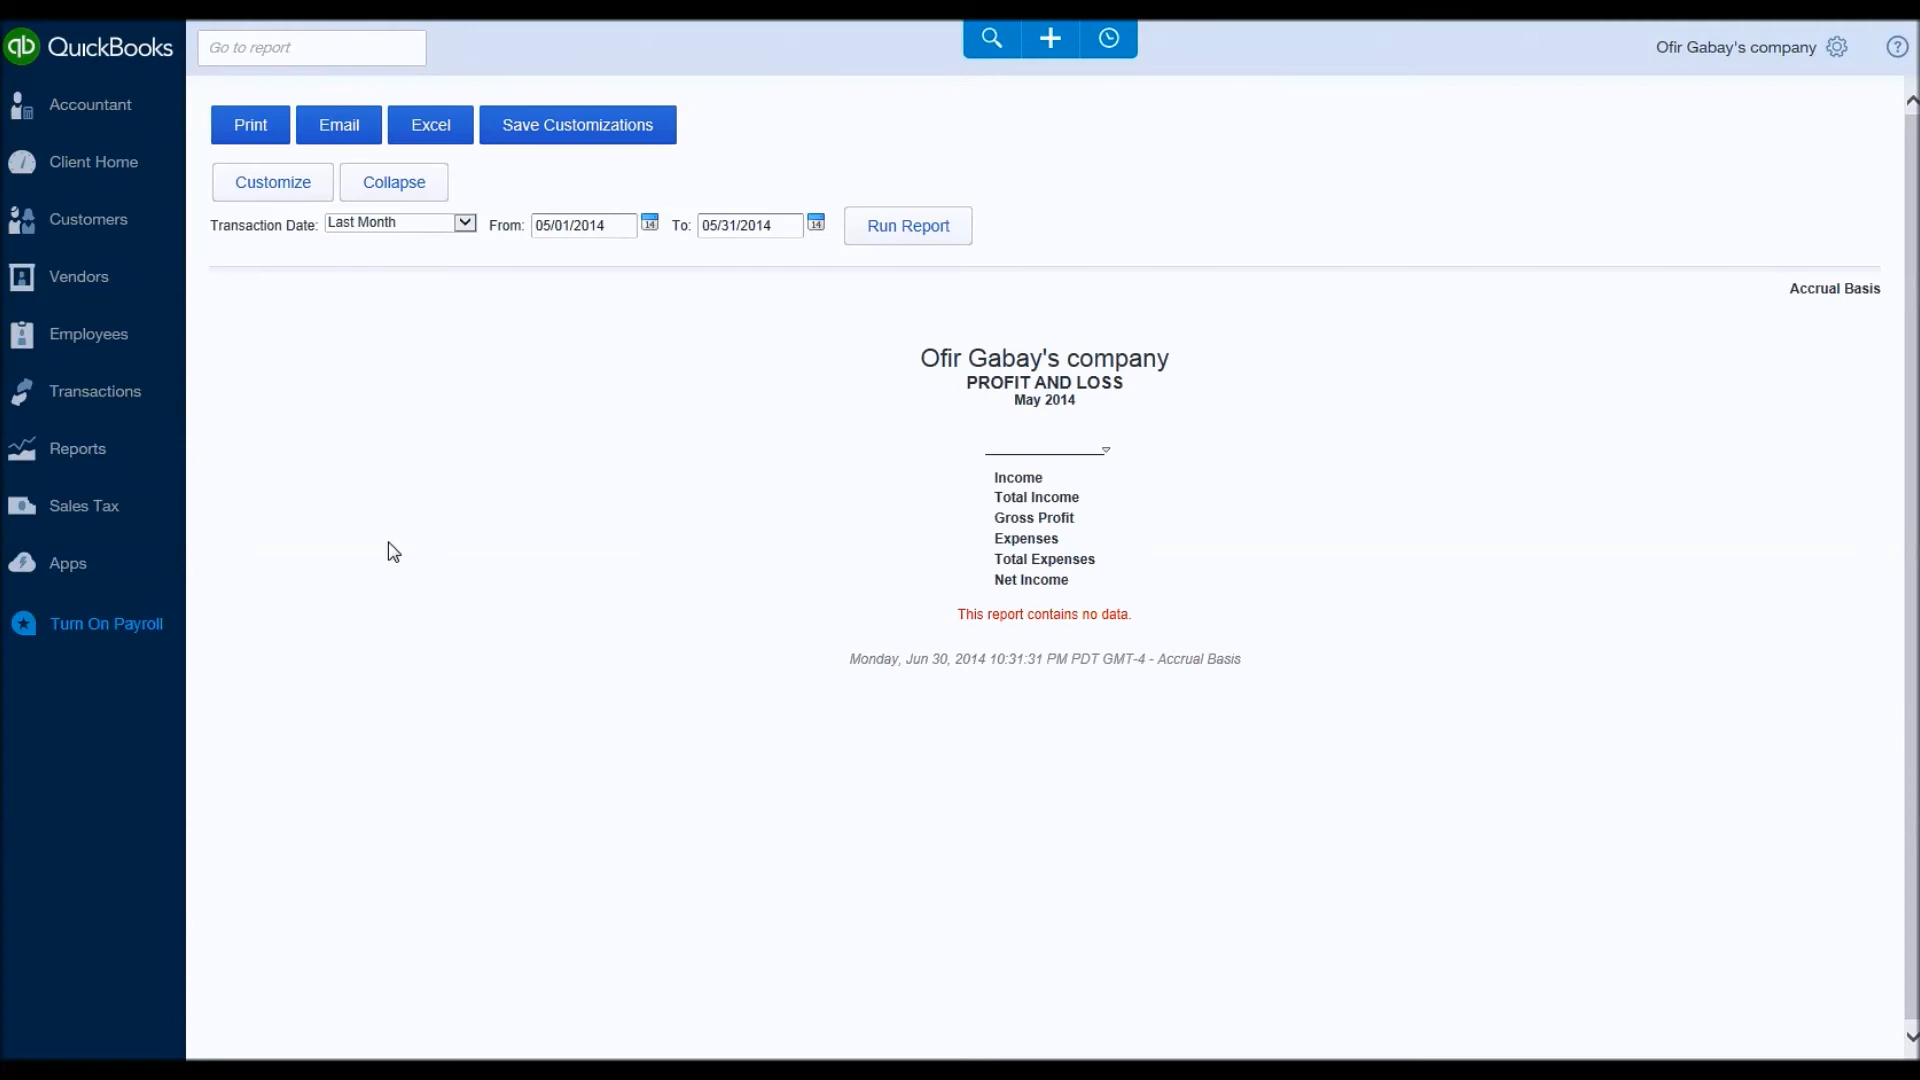 qb QuickBooks
Go to report
Ofir Gabay's company
?
Accountant
Client Home
Customers
Vendors
Employees
Transactions
Reports
Sales Tax
Apps
Turn On Payroll
Print Email Excel Save Customizations
Customize Collapse
Transaction Date: Last Month From: 05/01/2014 14 To: 05/31/2014 14 Run Report
Accrual Basis
Ofir Gabay's company
PROFIT AND LOSS
May 2014
Income
Total Income
Gross Profit
Expenses
Total Expenses
Net Income
This report contains no data.
Monday, Jun 30, 2014 10:31:31 PM PDT GMT-4 - Accrual Basis